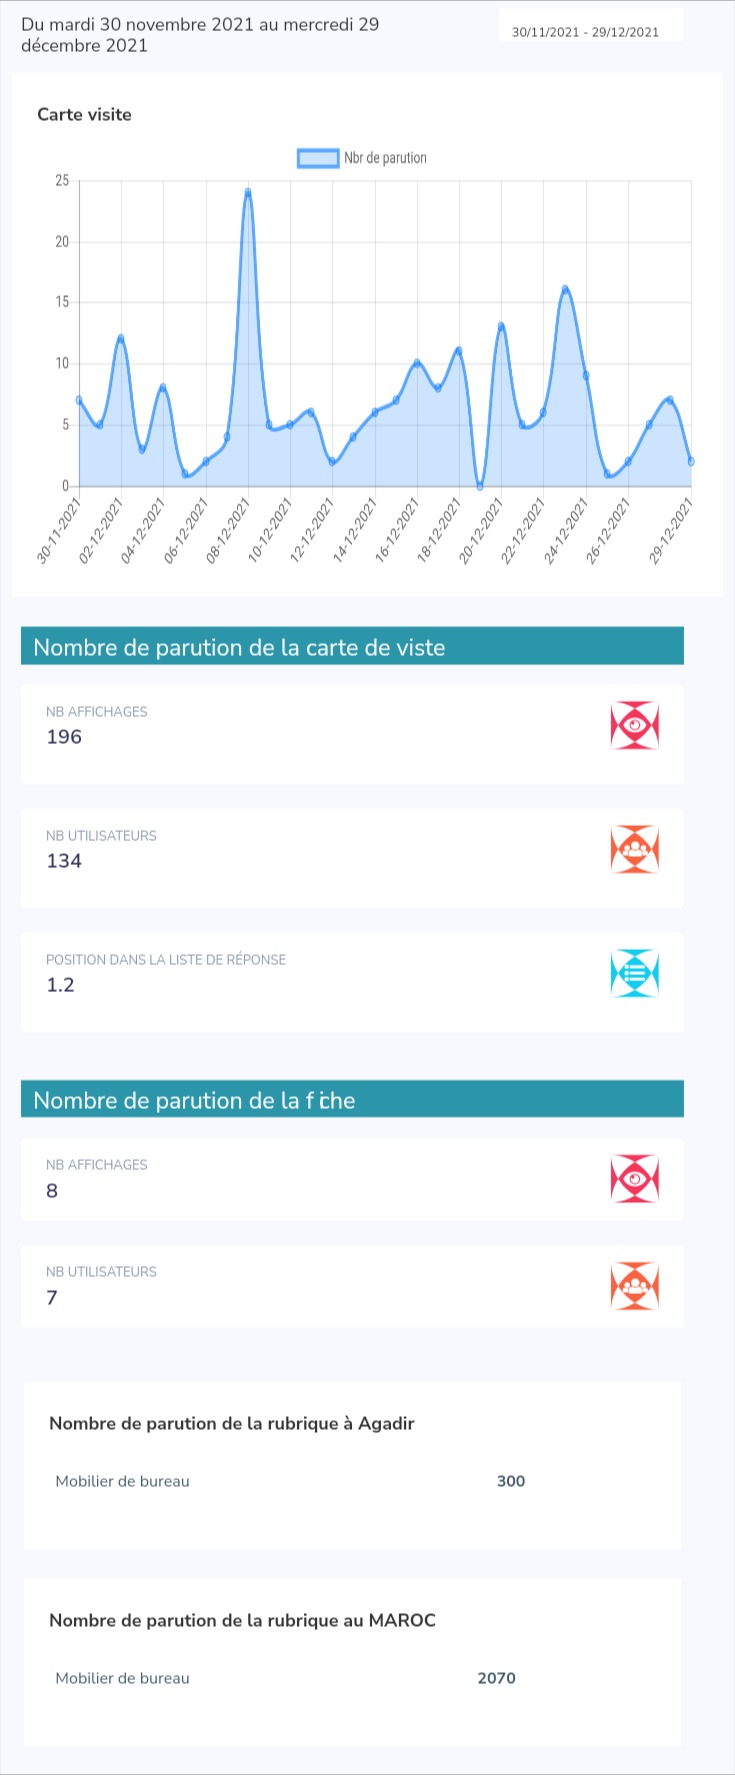 Du mardi 30 novembre 2021 au mercredi 29
décembre 2021
30/11/2021 - 29/12/2021
Carte visite
Nbr de parution
25
20
15
10
5
0
30-11-2021
02-12-2021
04-12-2021
06-12-2021
08-12-2021
10-12-2021
12-12-2021
14-12-2021
16-12-2021
18-12-2021
20-12-2021
22-12-2021
24-12-2021
26-12-2021
29-12-2021
Nombre de parution de la carte de viste
NB AFFICHAGES
196
NB UTILISATEURS
134
POSITION DANS LA LISTE DE RÉPONSE
1.2
Nombre de parution de la fiche
NB AFFICHAGES
8
NB UTILISATEURS
7
Nombre de parution de la rubrique à Agadir
Mobilier de bureau 300
Nombre de parution de la rubrique au MAROC
Mobilier de bureau 2070